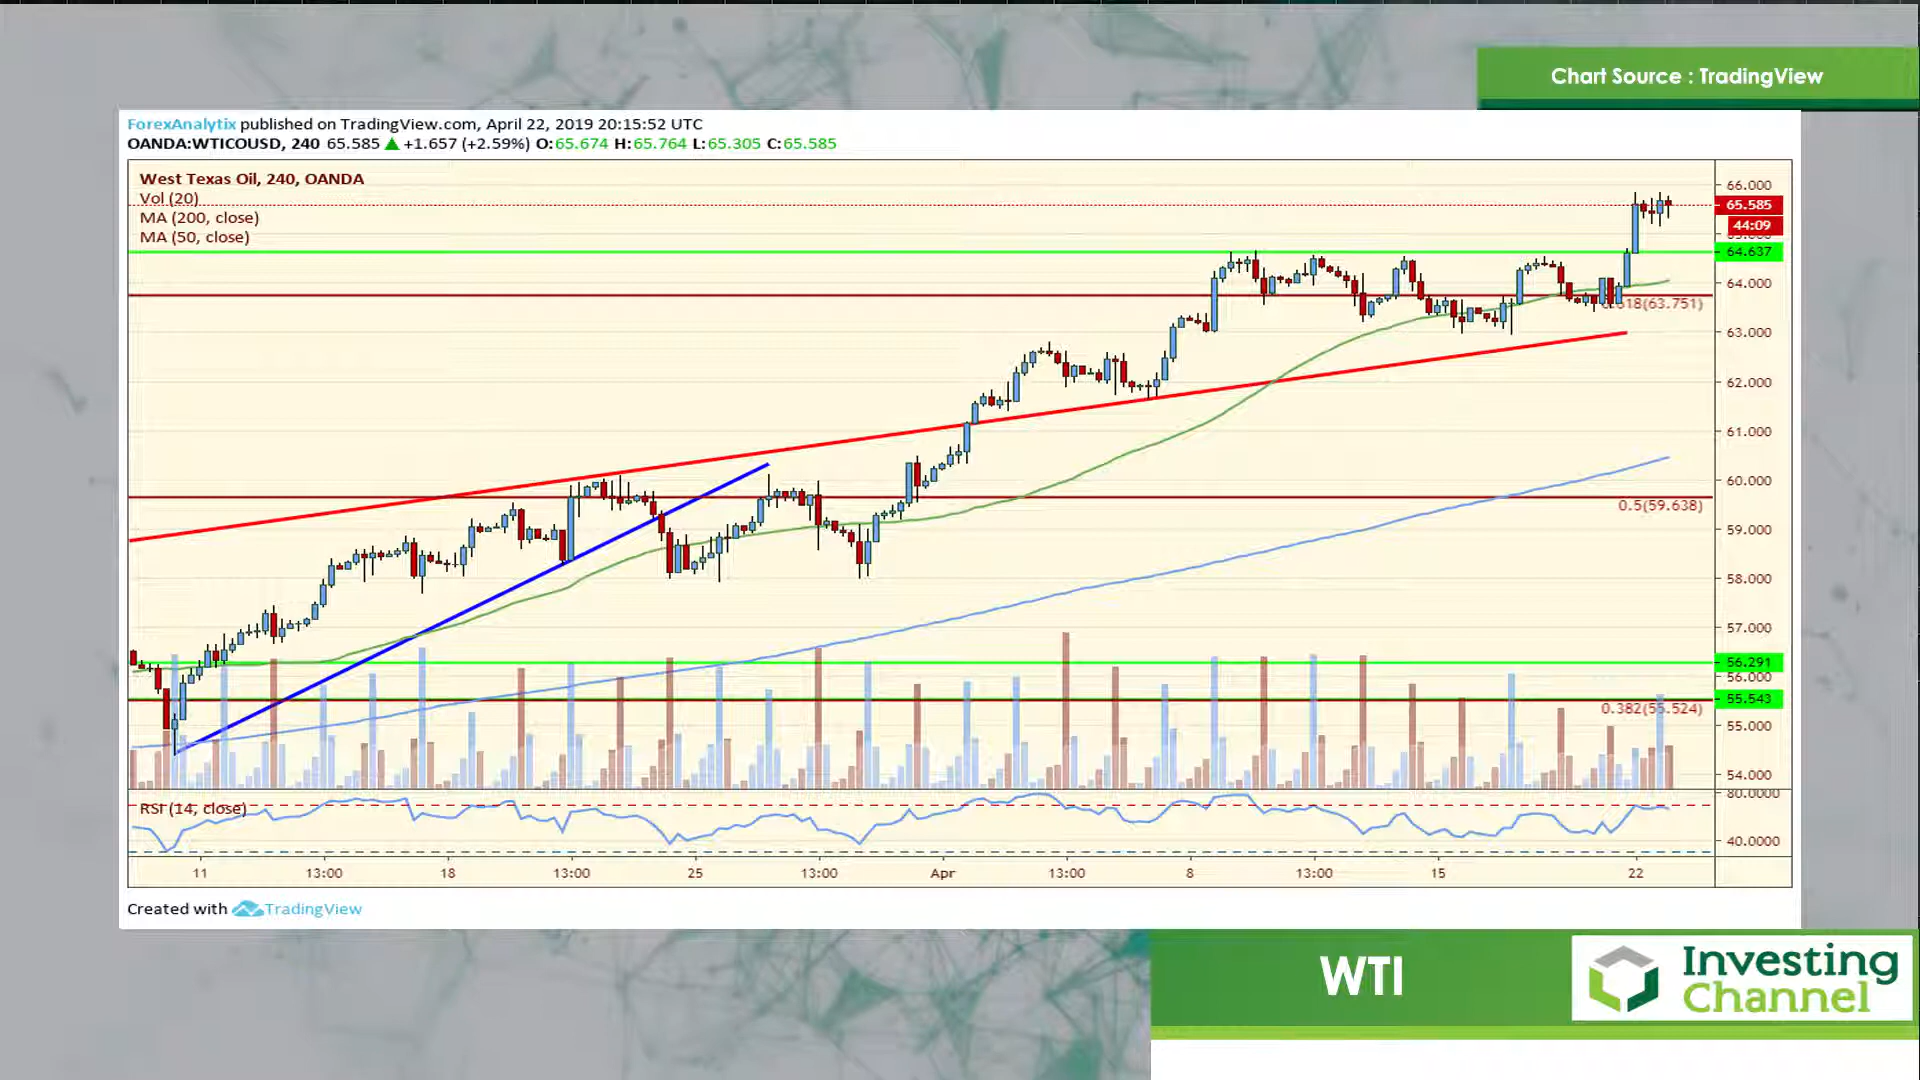 Chart Source : TradingView
ForexAnalytix published on TradingView.com, April 22, 2019 20:15:52 UTC
OANDA:WTICOUSD, 240 65.585 ▲ +1.657 (+2.59%) O:65.674 H:65.764 L:65.305 C:65.585
West Texas Oil, 240, OANDA
Vol (20)
MA (200, close)
MA (50, close)
66.000
65.585
44:09
64.637
64.000
0.618(63.751)
63.000
62.000
61.000
60.000
0.5(59.638)
59.000
58.000
57.000
56.291
56.000
55.543
0.382(55.524)
55.000
54.000
80.0000
RSI (14, close)
40.0000
11 13:00 18 13:00 25 13:00 Apr 13:00 8 13:00 15 22
Created with TradingView
WTI
Investing
Channel